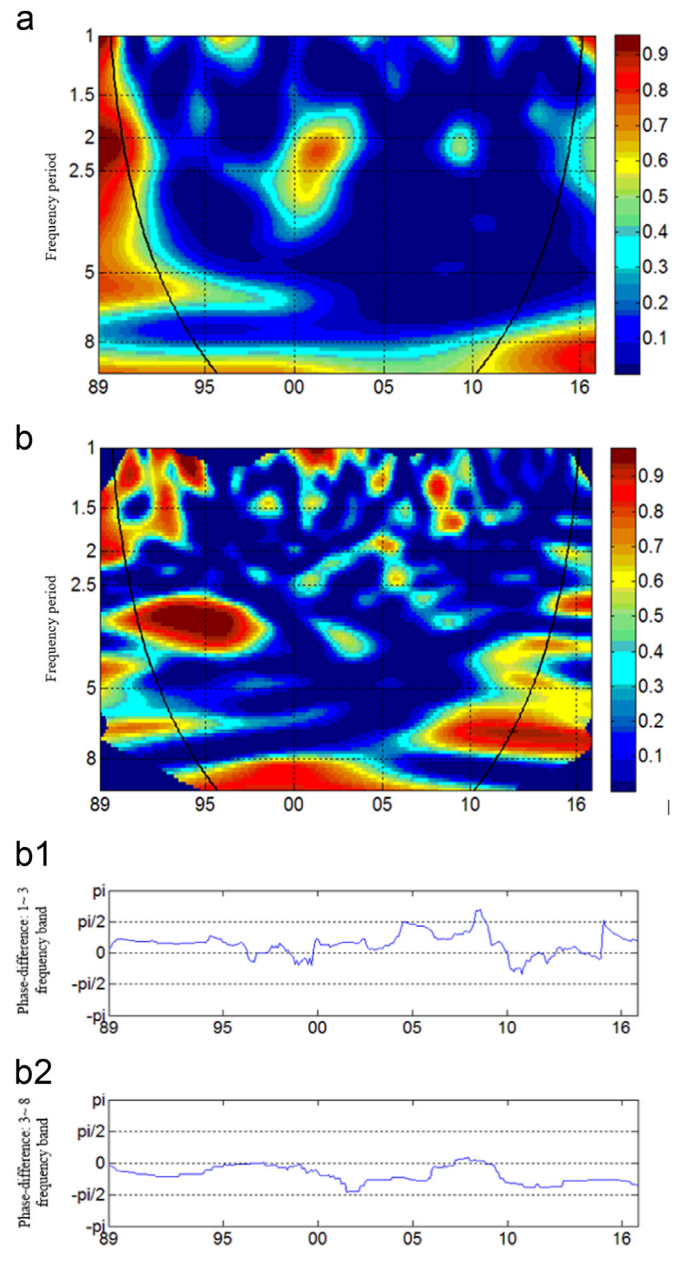 a
Frequency period
1
1.5
2
2.5
5
8
89 95 00 05 10 16
0.9
0.8
0.7
0.6
0.5
0.4
0.3
0.2
0.1
b
Frequency period
1
1.5
2
2.5
5
8
89 95 00 05 10 16
0.9
0.8
0.7
0.6
0.5
0.4
0.3
0.2
0.1
b1
Phase-difference: 1~ 3
frequency band
pi
pi/2
0
-pi/2
-pi
89 95 00 05 10 16
b2
Phase-difference: 3~ 8
frequency band
pi
pi/2
0
-pi/2
-pi
89 95 00 05 10 16